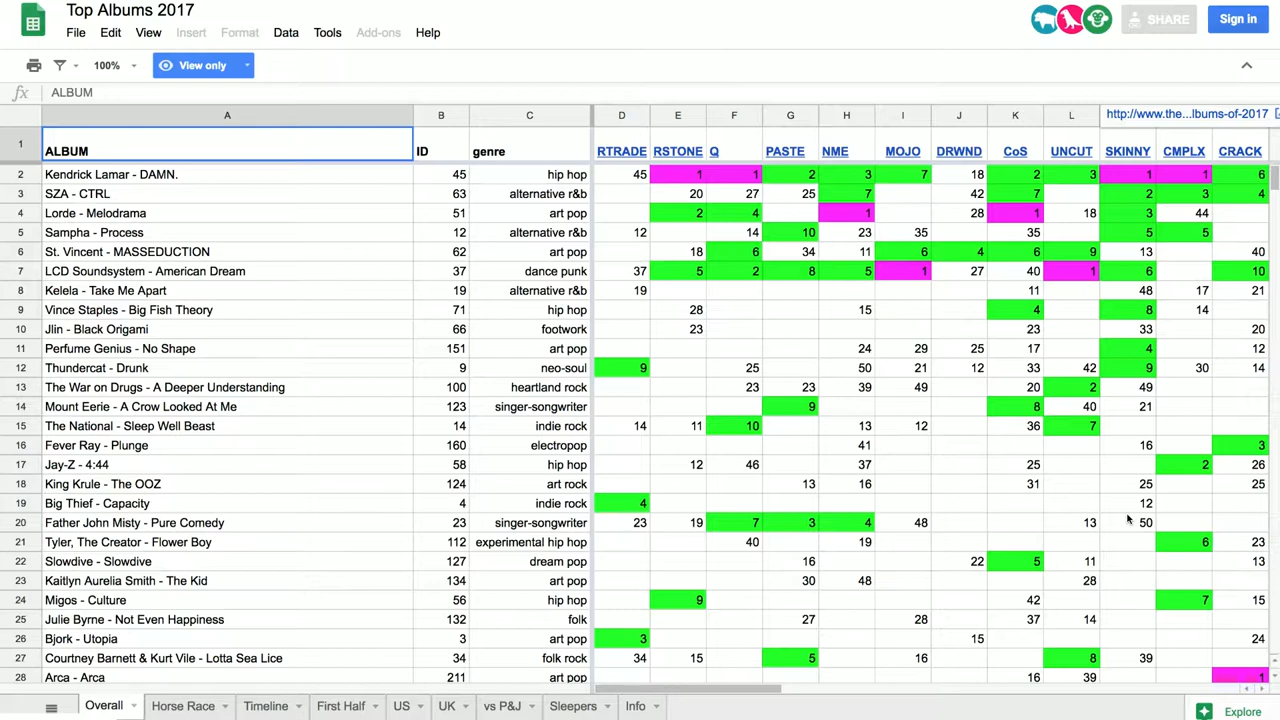 Top Albums 2017
File Edit View Insert Format Data Tools Add-ons Help
SHARE
Sign in
100% View only
fx ALBUM
A B C D E F G H I J K L http://www.the...lbums-of-2017
1 ALBUM ID genre RTRADE RSTONE Q PASTE NME MOJO DRWND CoS UNCUT SKINNY CMPLX CRACK
2 Kendrick Lamar - DAMN. 45 hip hop 45 1 1 2 3 7 18 2 3 1 1 6
3 SZA - CTRL 63 alternative r&b 20 27 25 7 42 7 2 3 4
4 Lorde - Melodrama 51 art pop 2 4 1 28 1 18 3 44
5 Sampha - Process 12 alternative r&b 12 14 10 23 35 35 5 5
6 St. Vincent - MASSEDUCTION 62 art pop 18 6 34 11 6 4 6 9 13 40
7 LCD Soundsystem - American Dream 37 dance punk 37 5 2 8 5 1 27 40 1 6 10
8 Kelela - Take Me Apart 19 alternative r&b 19 11 48 17 21
9 Vince Staples - Big Fish Theory 71 hip hop 28 15 4 8 14
10 Jlin - Black Origami 66 footwork 23 23 33 20
11 Perfume Genius - No Shape 151 art pop 24 29 25 17 4 12
12 Thundercat - Drunk 9 neo-soul 9 25 50 21 12 33 42 9 30 14
13 The War on Drugs - A Deeper Understanding 100 heartland rock 23 23 39 49 20 2 49
14 Mount Eerie - A Crow Looked At Me 123 singer-songwriter 9 8 40 21
15 The National - Sleep Well Beast 14 indie rock 14 11 10 13 12 36 7
16 Fever Ray - Plunge 160 electropop 41 16 3
17 Jay-Z - 4:44 58 hip hop 12 46 37 25 2 26
18 King Krule - The OOZ 124 art rock 13 16 31 25 25
19 Big Thief - Capacity 4 indie rock 4 12
20 Father John Misty - Pure Comedy 23 singer-songwriter 23 19 7 3 4 48 13 50
21 Tyler, The Creator - Flower Boy 112 experimental hip hop 40 19 6 23
22 Slowdive - Slowdive 127 dream pop 16 22 5 11 13
23 Kaitlyn Aurelia Smith - The Kid 134 art pop 30 48 28
24 Migos - Culture 56 hip hop 9 42 7 15
25 Julie Byrne - Not Even Happiness 132 folk 27 28 37 14
26 Bjork - Utopia 3 art pop 3 15 24
27 Courtney Barnett & Kurt Vile - Lotta Sea Lice 34 folk rock 34 15 5 16 8 39
28 Arca - Arca 211 art pop 16 39 1
Overall Horse Race Timeline First Half US UK vs P&J Sleepers Info Explore